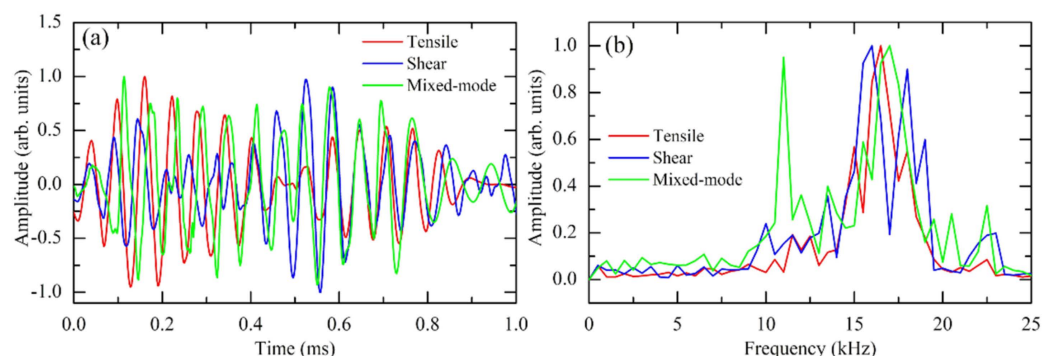 (a)
Tensile
Shear
Mixed-mode
1.5
1.0
0.5
0.0
-0.5
-1.0
Amplitude (arb. units)
0.0 0.2 0.4 0.6 0.8 1.0
Time (ms)
(b)
Tensile
Shear
Mixed-mode
1.0
0.8
0.6
0.4
0.2
0.0
Amplitude (arb. units)
0 5 10 15 20 25
Frequency (kHz)